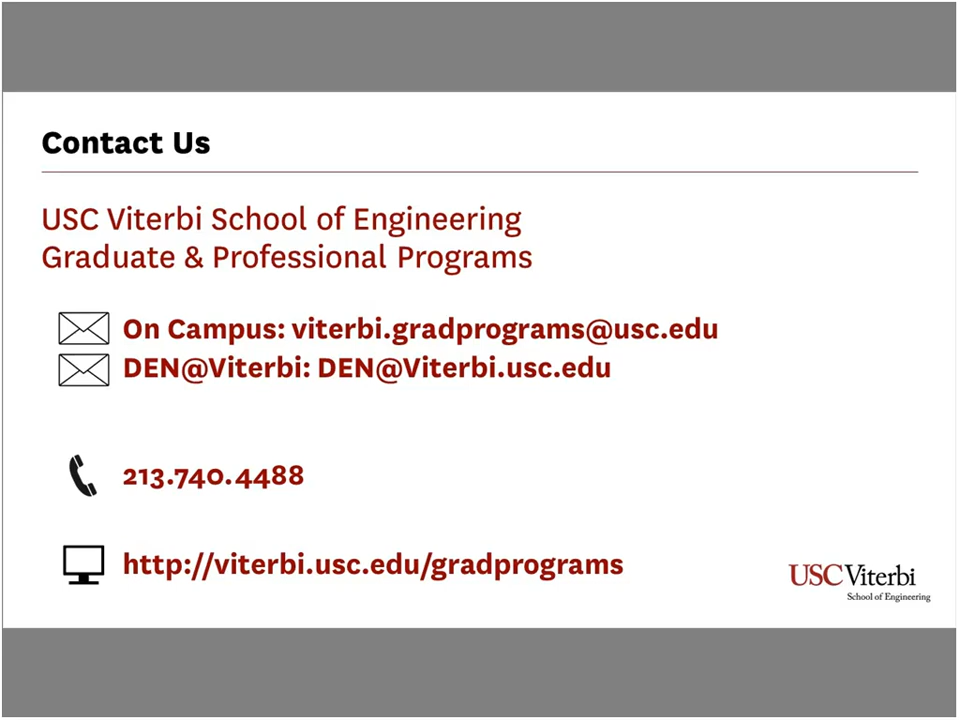 Contact Us
USC Viterbi School of Engineering
Graduate & Professional Programs
On Campus: viterbi.gradprograms@usc.edu
DEN@Viterbi: DEN@Viterbi.usc.edu
213.740.4488
http://viterbi.usc.edu/gradprograms
USC Viterbi
School of Engineering